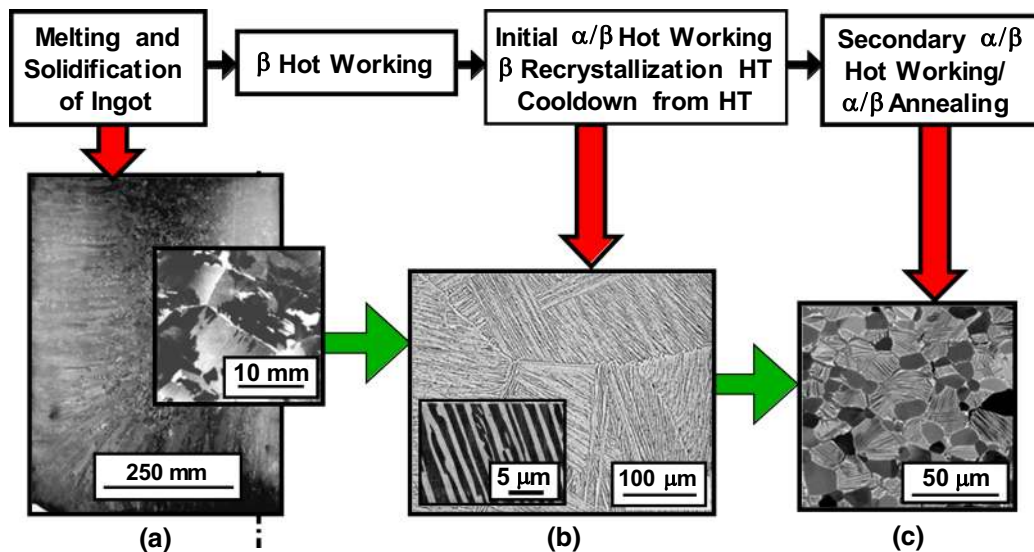 Melting and
Solidification
of Ingot
β Hot Working
Initial α/β Hot Working
β Recrystallization HT
Cooldown from HT
Secondary α/β
Hot Working/
α/β Annealing
10 mm
250 mm
5 μm
100 μm
50 μm
(a)
(b)
(c)